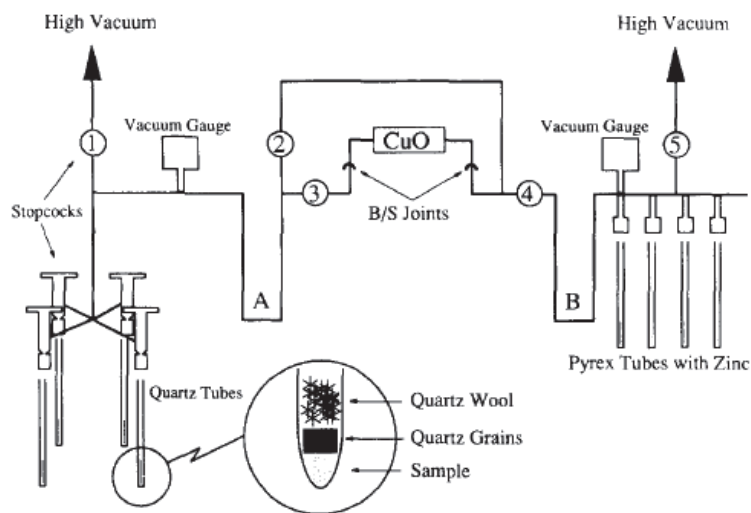 High Vacuum
High Vacuum
Vacuum Gauge
Vacuum Gauge
1
2
5
CuO
3
4
Stopcocks
B/S Joints
A
B
Pyrex Tubes with Zinc
Quartz Tubes
Quartz Wool
Quartz Grains
Sample